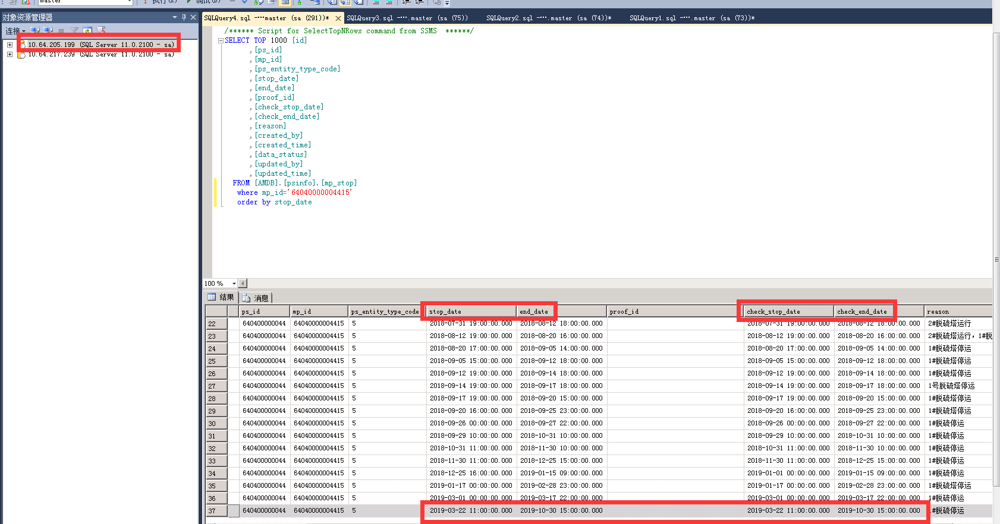 master
执行(X)
调试(D)
对象资源管理器
连接
10.64.205.199 (SQL Server 11.0.2100 - sa)
10.64.217.239 (SQL Server 11.0.2100 - sa)
SQLQuery4.sql -···master (sa (291))* SQLQuery3.sql -···.master (sa (75)) SQLQuery2.sql -···.master (sa (74))* SQLQuery1.sql -···.master (sa (73))*
/****** Script for SelectTopNRows command from SSMS ******/
SELECT TOP 1000 [id]
,[ps_id]
,[mp_id]
,[ps_entity_type_code]
,[stop_date]
,[end_date]
,[proof_id]
,[check_stop_date]
,[check_end_date]
,[reason]
,[created_by]
,[created_time]
,[data_status]
,[updated_by]
,[updated_time]
FROM [AMDB].[psinfo].[mp_stop]
where mp_id='64040000004415'
order by stop_date
100 %
结果 消息
ps_id mp_id ps_entity_type_code stop_date end_date proof_id check_stop_date check_end_date reason
22 640400000044 64040000004415 5 2018-07-31 19:00:00.000 2018-08-12 18:00:00.000 2018-07-31 19:00:00.000 2018-08-12 18:00:00.000 2#脱硫塔运行
23 640400000044 64040000004415 5 2018-08-12 19:00:00.000 2018-08-20 16:00:00.000 2018-08-12 19:00:00.000 2018-08-20 16:00:00.000 2#脱硫塔运行，1#脱
24 640400000044 64040000004415 5 2018-08-20 17:00:00.000 2018-09-05 14:00:00.000 2018-08-20 17:00:00.000 2018-09-05 14:00:00.000 1#脱硫塔停运
25 640400000044 64040000004415 5 2018-09-05 15:00:00.000 2018-09-12 18:00:00.000 2018-09-05 15:00:00.000 2018-09-12 18:00:00.000 1#脱硫塔停运
26 640400000044 64040000004415 5 2018-09-12 19:00:00.000 2018-09-14 18:00:00.000 2018-09-12 19:00:00.000 2018-09-14 18:00:00.000 1#脱硫塔停运
27 640400000044 64040000004415 5 2018-09-14 19:00:00.000 2018-09-17 18:00:00.000 2018-09-14 19:00:00.000 2018-09-17 18:00:00.000 1号脱硫塔停运
28 640400000044 64040000004415 5 2018-09-17 19:00:00.000 2018-09-20 15:00:00.000 2018-09-17 19:00:00.000 2018-09-20 15:00:00.000 1#脱硫塔停运
29 640400000044 64040000004415 5 2018-09-20 16:00:00.000 2018-09-25 23:00:00.000 2018-09-20 16:00:00.000 2018-09-25 23:00:00.000 1#脱硫塔停运
30 640400000044 64040000004415 5 2018-09-26 00:00:00.000 2018-09-27 22:00:00.000 2018-09-26 00:00:00.000 2018-09-27 22:00:00.000 1#脱硫停运
31 640400000044 64040000004415 5 2018-09-29 10:00:00.000 2018-10-31 10:00:00.000 2018-09-29 10:00:00.000 2018-10-31 10:00:00.000 1#脱硫停运
32 640400000044 64040000004415 5 2018-10-31 11:00:00.000 2018-11-30 10:00:00.000 2018-10-31 11:00:00.000 2018-11-30 10:00:00.000 1#脱硫停运
33 640400000044 64040000004415 5 2018-11-30 11:00:00.000 2018-12-25 15:00:00.000 2018-11-30 11:00:00.000 2018-12-25 15:00:00.000 1#脱硫停运
34 640400000044 64040000004415 5 2018-12-25 16:00:00.000 2019-01-15 09:00:00.000 2019-01-01 00:00:00.000 2019-01-15 09:00:00.000 1#脱硫停运
35 640400000044 64040000004415 5 2019-01-17 00:00:00.000 2019-02-28 23:00:00.000 2019-01-17 00:00:00.000 2019-02-28 23:00:00.000 1#脱硫塔停运
36 640400000044 64040000004415 5 2019-03-01 00:00:00.000 2019-03-17 22:00:00.000 2019-03-01 00:00:00.000 2019-03-17 22:00:00.000 1#脱硫停运
37 640400000044 64040000004415 5 2019-03-22 11:00:00.000 2019-10-30 15:00:00.000 2019-03-22 11:00:00.000 2019-10-30 15:00:00.000 #脱硫停运